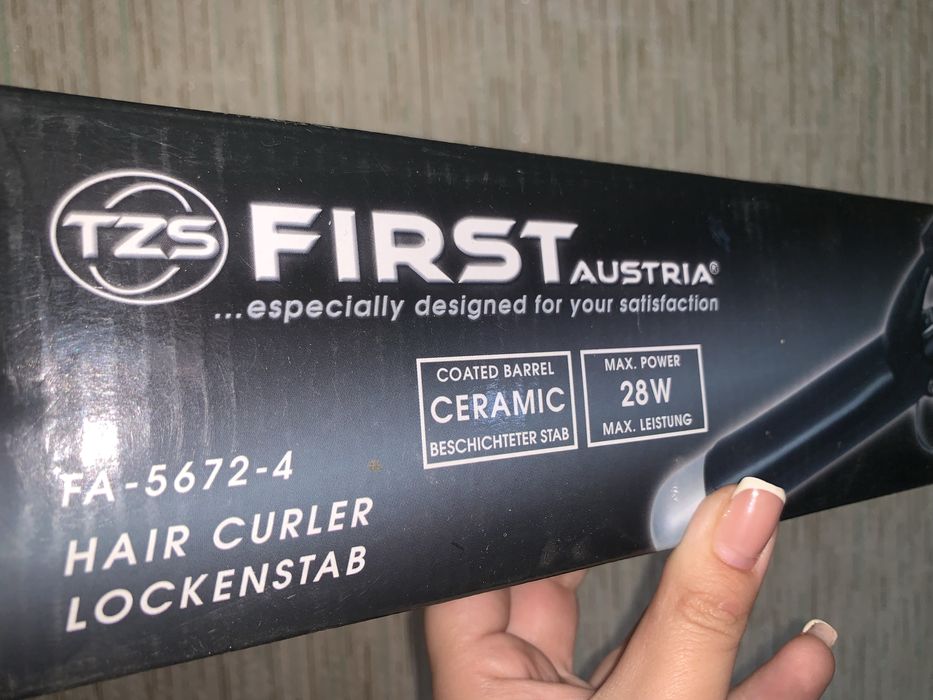 TZS FIRST AUSTRIA®
...especially designed for your satisfaction
COATED BARREL
CERAMIC
BESCHICHTETER STAB
MAX. POWER
28W
MAX. LEISTUNG
FA-5672-4
HAIR CURLER
LOCKENSTAB